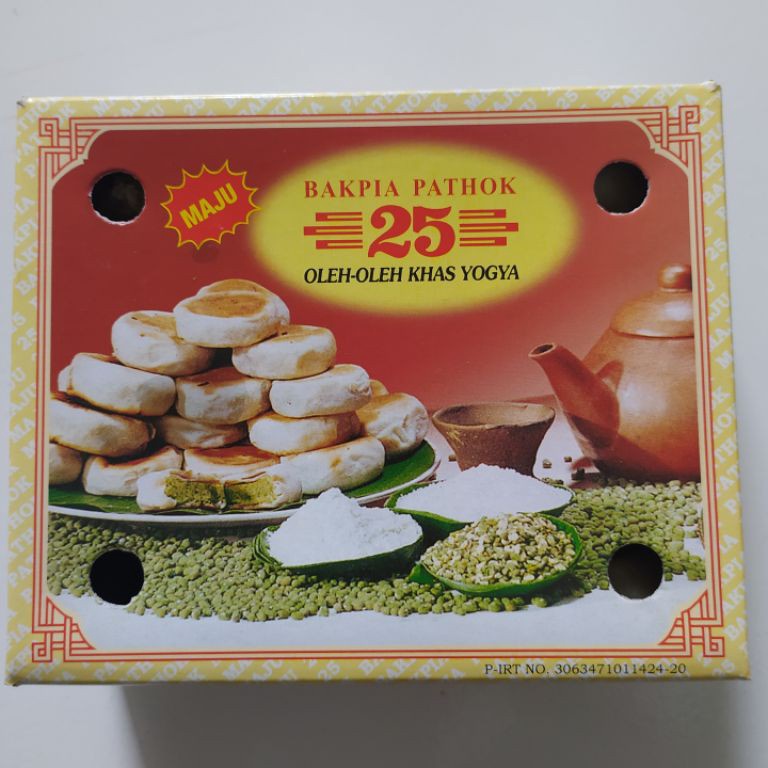 MAJU
BAKPIA PATHOK
25
OLEH-OLEH KHAS YOGYA
P-IRT NO. 3063471011424-20